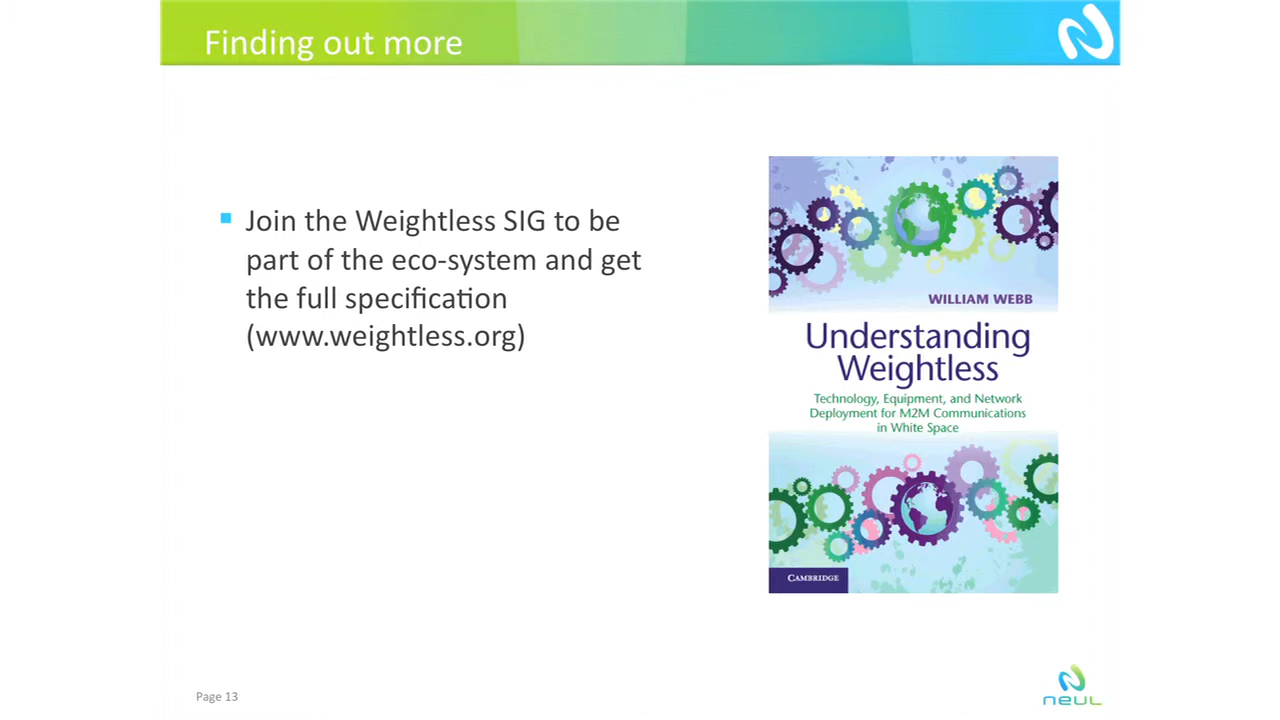 Finding out more
Join the Weightless SIG to be
part of the eco-system and get
the full specification
(www.weightless.org)
WILLIAM WEBB
Understanding
Weightless
Technology, Equipment, and Network
Deployment for M2M Communications
in White Space
CAMBRIDGE
Page 13
neul